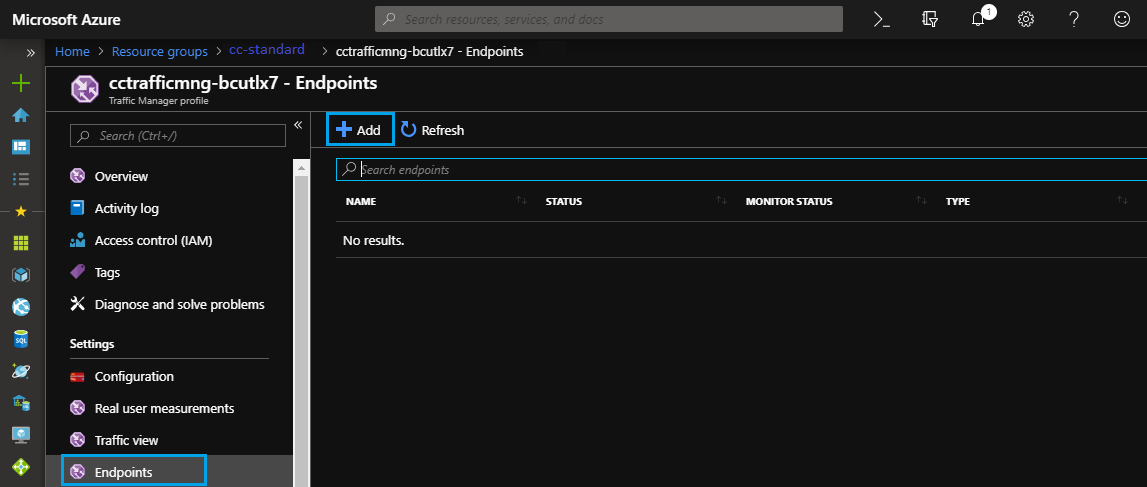 Microsoft Azure
Search resources, services, and docs
1
Home > Resource groups > cc-standard > cctrafficmng-bcutlx7 - Endpoints
cctrafficmng-bcutlx7 - Endpoints
Traffic Manager profile
Search (Ctrl+/)
Overview
Activity log
Access control (IAM)
Tags
Diagnose and solve problems
Settings
Configuration
Real user measurements
Traffic view
Endpoints
Add Refresh
Search endpoints
NAME STATUS MONITOR STATUS TYPE
No results.
SQL